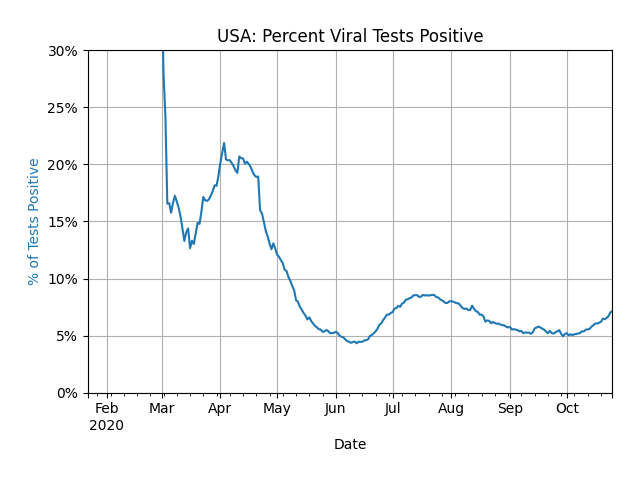 USA: Percent Viral Tests Positive
30%
25%
20%
15%
10%
5%
0%
% of Tests Positive
Feb Mar Apr May Jun Jul Aug Sep Oct
2020
Date